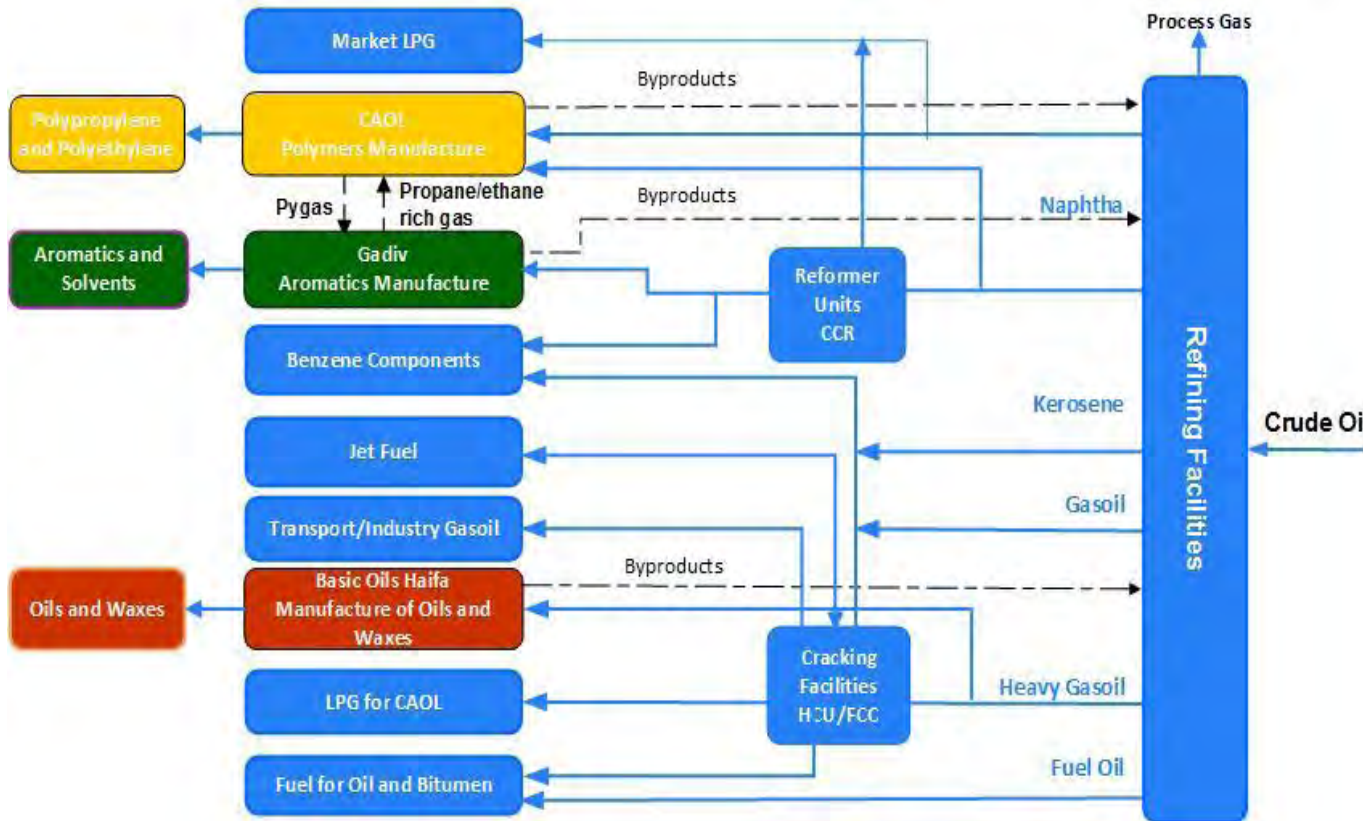 Process Gas
Market LPG
Byproducts
Polypropylene
and Polyethylene
CAOL
Polymers Manufacture
Pygas
Propane/ethane
rich gas
Byproducts
Naphtha
Aromatics and
Solvents
Gadiv
Aromatics Manufacture
Reformer
Units
CCR
Benzene Components
Refining Facilities
Kerosene
Crude Oi
Jet Fuel
Gasoil
Transport/Industry Gasoil
Byproducts
Oils and Waxes
Basic Oils Haifa
Manufacture of Oils and
Waxes
Cracking
Facilities
HCU/FCC
LPG for CAOL
Heavy Gasoil
Fuel Oil
Fuel for Oil and Bitumen